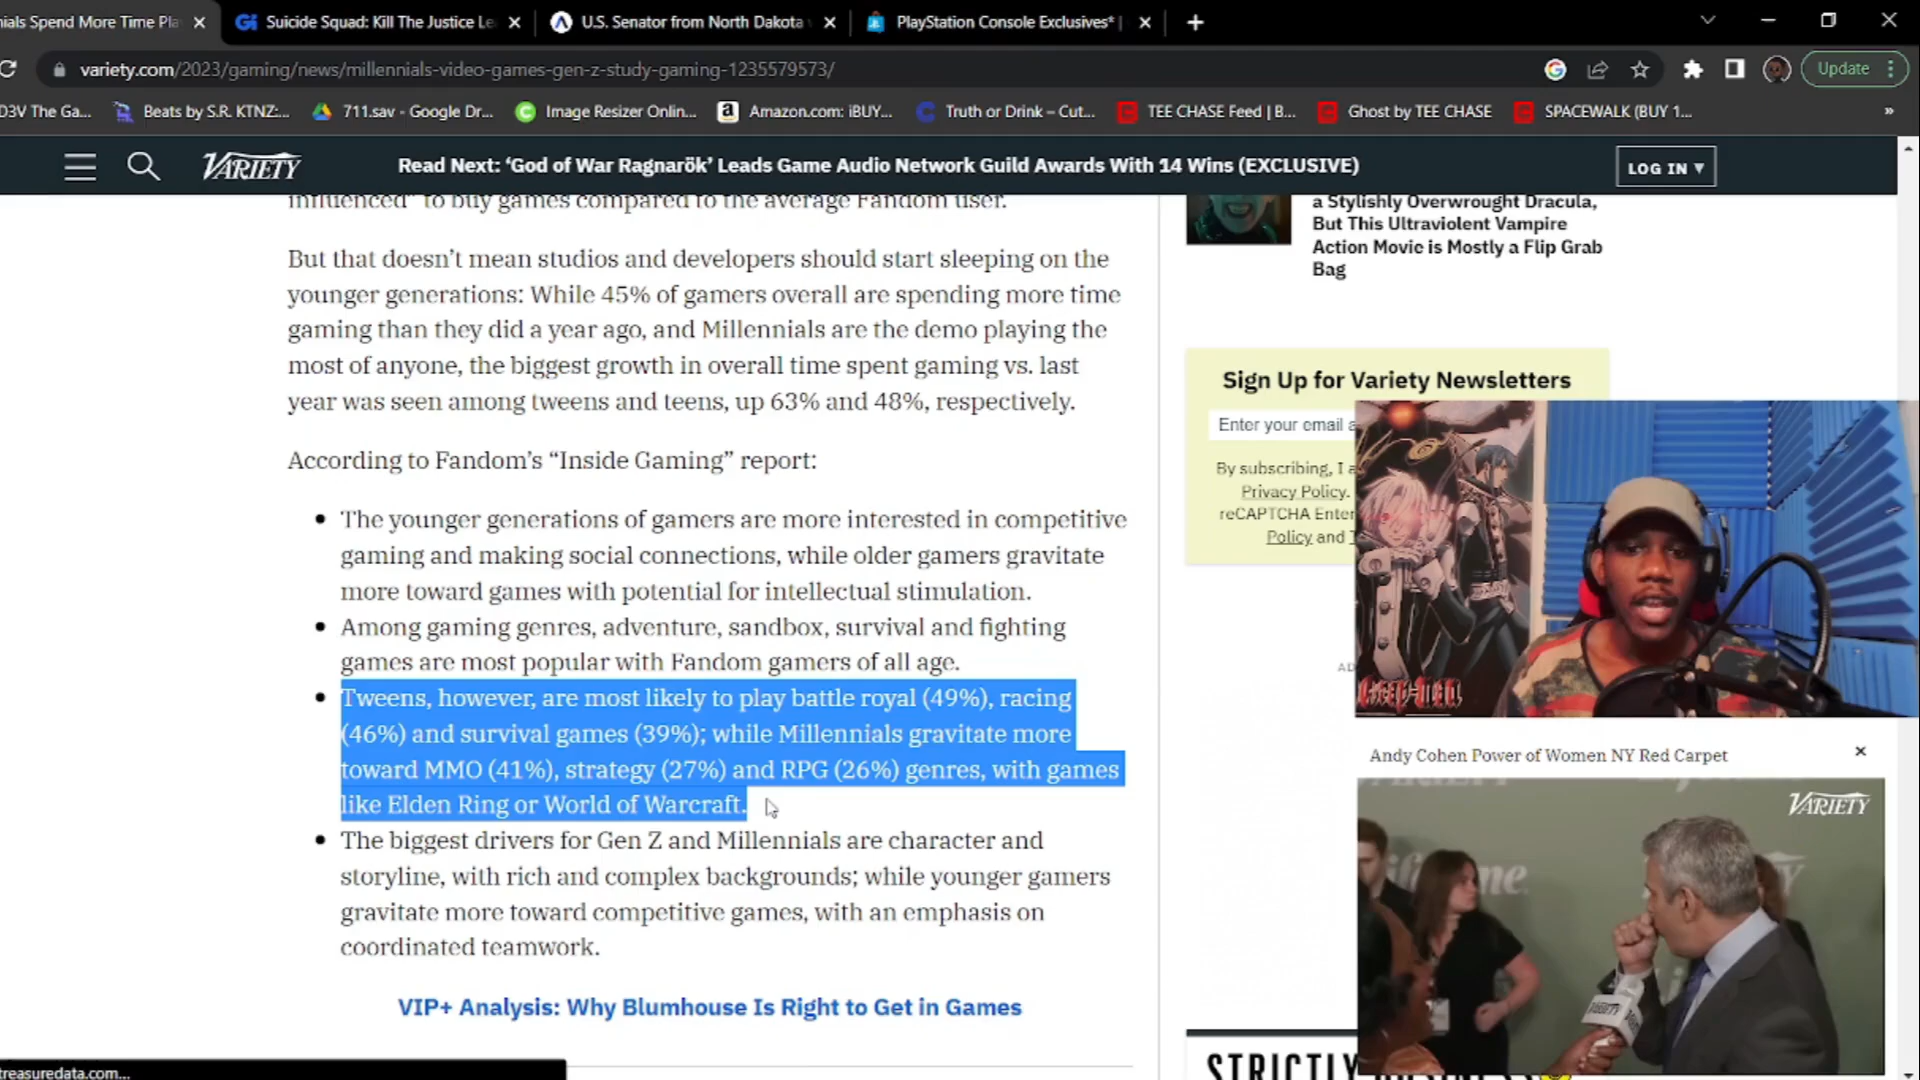 nials Spend More Time Pla
Suicide Squad: Kill The Justice Le
U.S. Senator from North Dakota
PlayStation Console Exclusives*
variety.com/2023/gaming/news/millennials-video-games-gen-z-study-gaming-1235579573/
Update
D3V The Ga...
Beats by S.R. KTNZ:...
711.sav - Google Dr...
Image Resizer Onlin...
Amazon.com: iBUY...
Truth or Drink – Cut...
TEE CHASE Feed | B...
Ghost by TEE CHASE
SPACEWALK (BUY 1...
»
VARIETY
Read Next: ‘God of War Ragnarök’ Leads Game Audio Network Guild Awards With 14 Wins (EXCLUSIVE)
LOG IN ▾
influenced” to buy games compared to the average Fandom user.
But that doesn’t mean studios and developers should start sleeping on the
younger generations: While 45% of gamers overall are spending more time
gaming than they did a year ago, and Millennials are the demo playing the
most of anyone, the biggest growth in overall time spent gaming vs. last
year was seen among tweens and teens, up 63% and 48%, respectively.
According to Fandom’s “Inside Gaming” report:
• The younger generations of gamers are more interested in competitive
gaming and making social connections, while older gamers gravitate
more toward games with potential for intellectual stimulation.
• Among gaming genres, adventure, sandbox, survival and fighting
games are most popular with Fandom gamers of all age.
• Tweens, however, are most likely to play battle royal (49%), racing
(46%) and survival games (39%); while Millennials gravitate more
toward MMO (41%), strategy (27%) and RPG (26%) genres, with games
like Elden Ring or World of Warcraft.
• The biggest drivers for Gen Z and Millennials are character and
storyline, with rich and complex backgrounds; while younger gamers
gravitate more toward competitive games, with an emphasis on
coordinated teamwork.
VIP+ Analysis: Why Blumhouse Is Right to Get in Games
treasuredata.com...
a Stylishly Overwrought Dracula,
But This Ultraviolent Vampire
Action Movie is Mostly a Flip Grab
Bag
Sign Up for Variety Newsletters
Enter your email a
By subscribing, I a
Privacy Policy.
reCAPTCHA Enter
Policy and T
AD
Andy Cohen Power of Women NY Red Carpet
VARIETY
VARIETY
STRICTLY BUSINESS